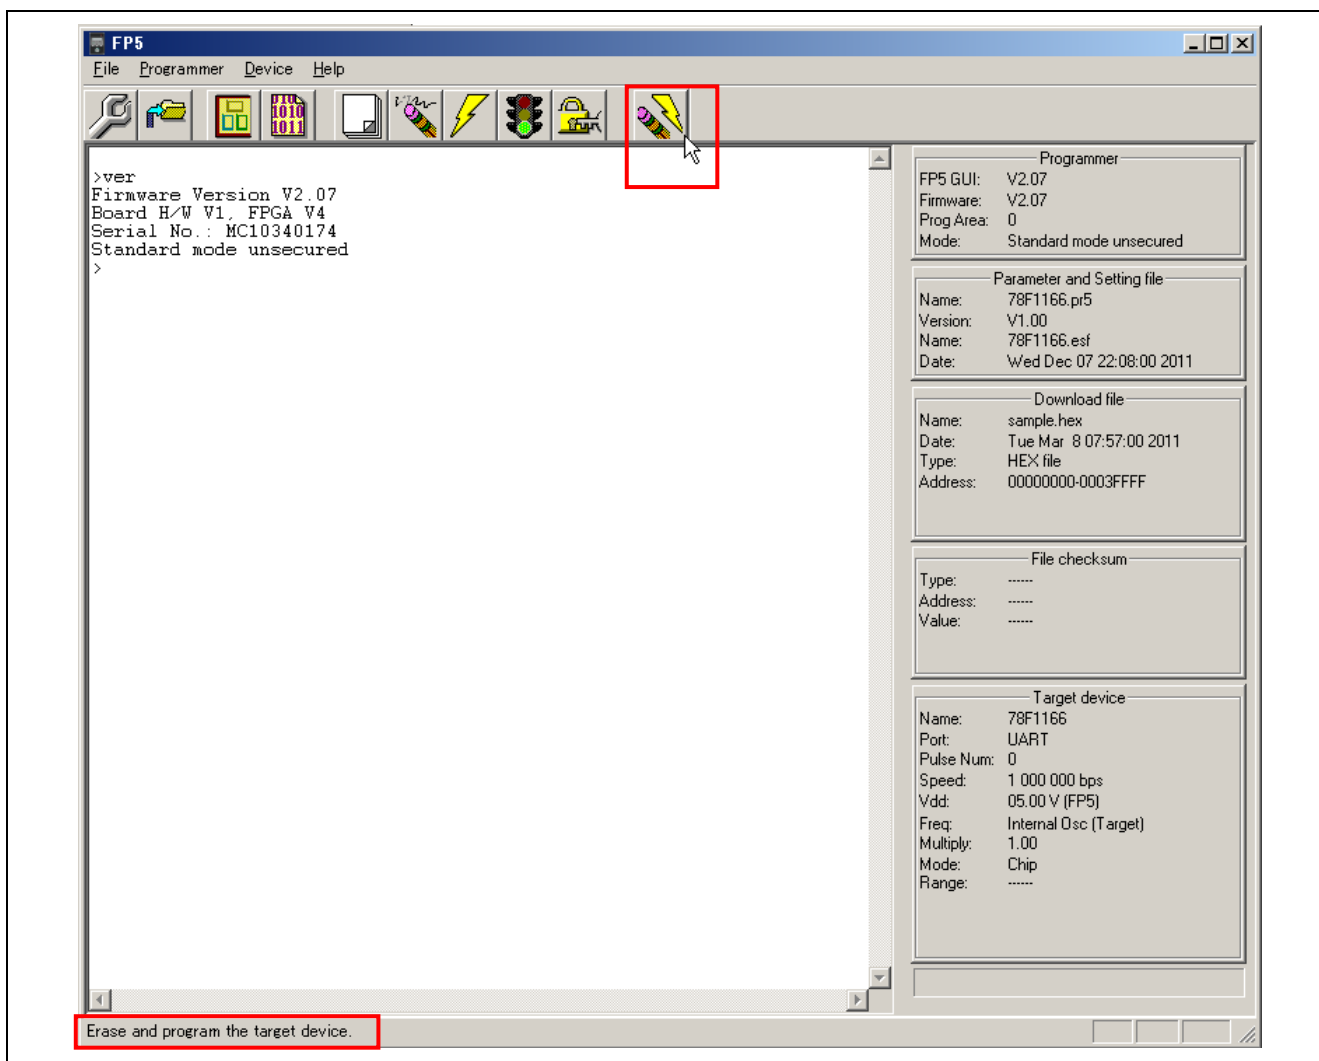 FP5
File Programmer Device Help
010
1010
1011
>ver
Firmware Version V2.07
Board H/W V1, FPGA V4
Serial No.: MC10340174
Standard mode unsecured
>
Programmer
FP5 GUI: V2.07
Firmware: V2.07
Prog Area: 0
Mode: Standard mode unsecured
Parameter and Setting file
Name: 78F1166.pr5
Version: V1.00
Name: 78F1166.esf
Date: Wed Dec 07 22:08:00 2011
Download file
Name: sample.hex
Date: Tue Mar 8 07:57:00 2011
Type: HEX file
Address: 00000000-0003FFFF
File checksum
Type: ------
Address: ------
Value: ------
Target device
Name: 78F1166
Port: UART
Pulse Num: 0
Speed: 1 000 000 bps
Vdd: 05.00 V (FP5)
Freq: Internal Osc (Target)
Multiply: 1.00
Mode: Chip
Range: ------
Erase and program the target device.